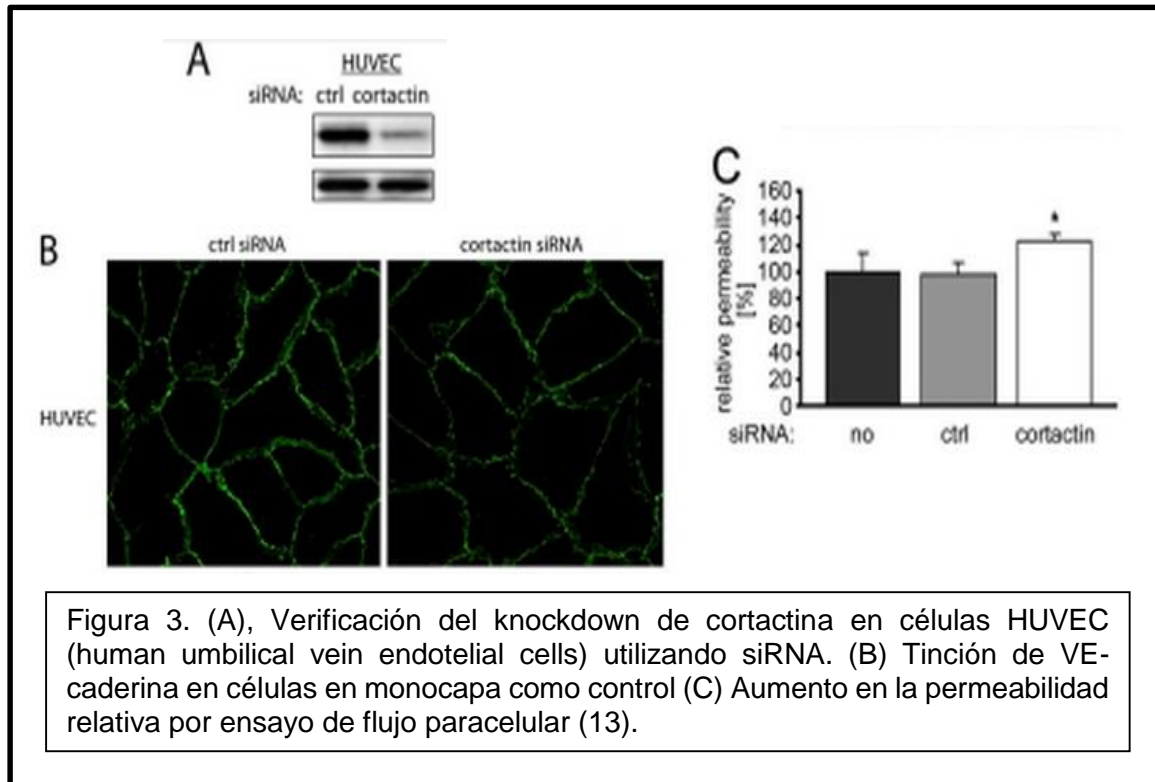 A
HUVEC
siRNA: ctrl cortactin
B
ctrl siRNA
cortactin siRNA
HUVEC
C
relative permeability
[%]
160
140
120
100
80
60
40
20
0
*
siRNA: no ctrl cortactin
Figura 3. (A), Verificación del knockdown de cortactina en células HUVEC
(human umbilical vein endotelial cells) utilizando siRNA. (B) Tinción de VE-
caderina en células en monocapa como control (C) Aumento en la permeabilidad
relativa por ensayo de flujo paracelular (13).